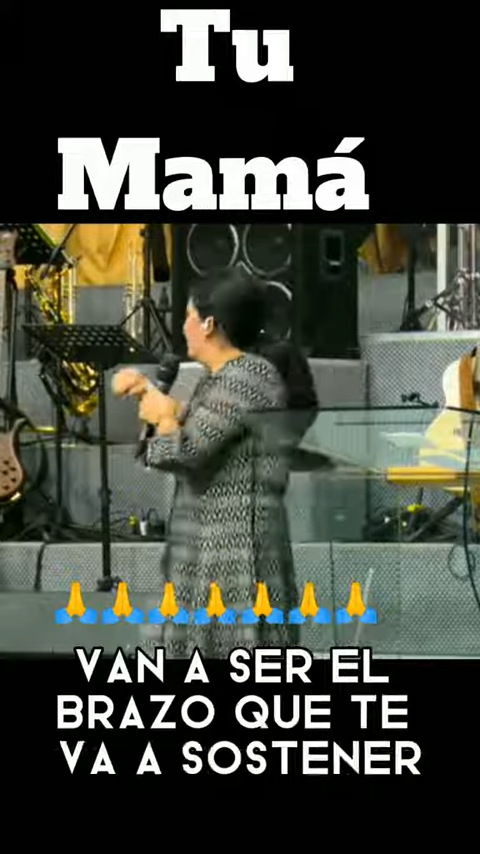 Tu
Mamá
🙏🙏🙏🙏🙏🙏🙏
VAN A SER EL
BRAZO QUE TE
VA A SOSTENER